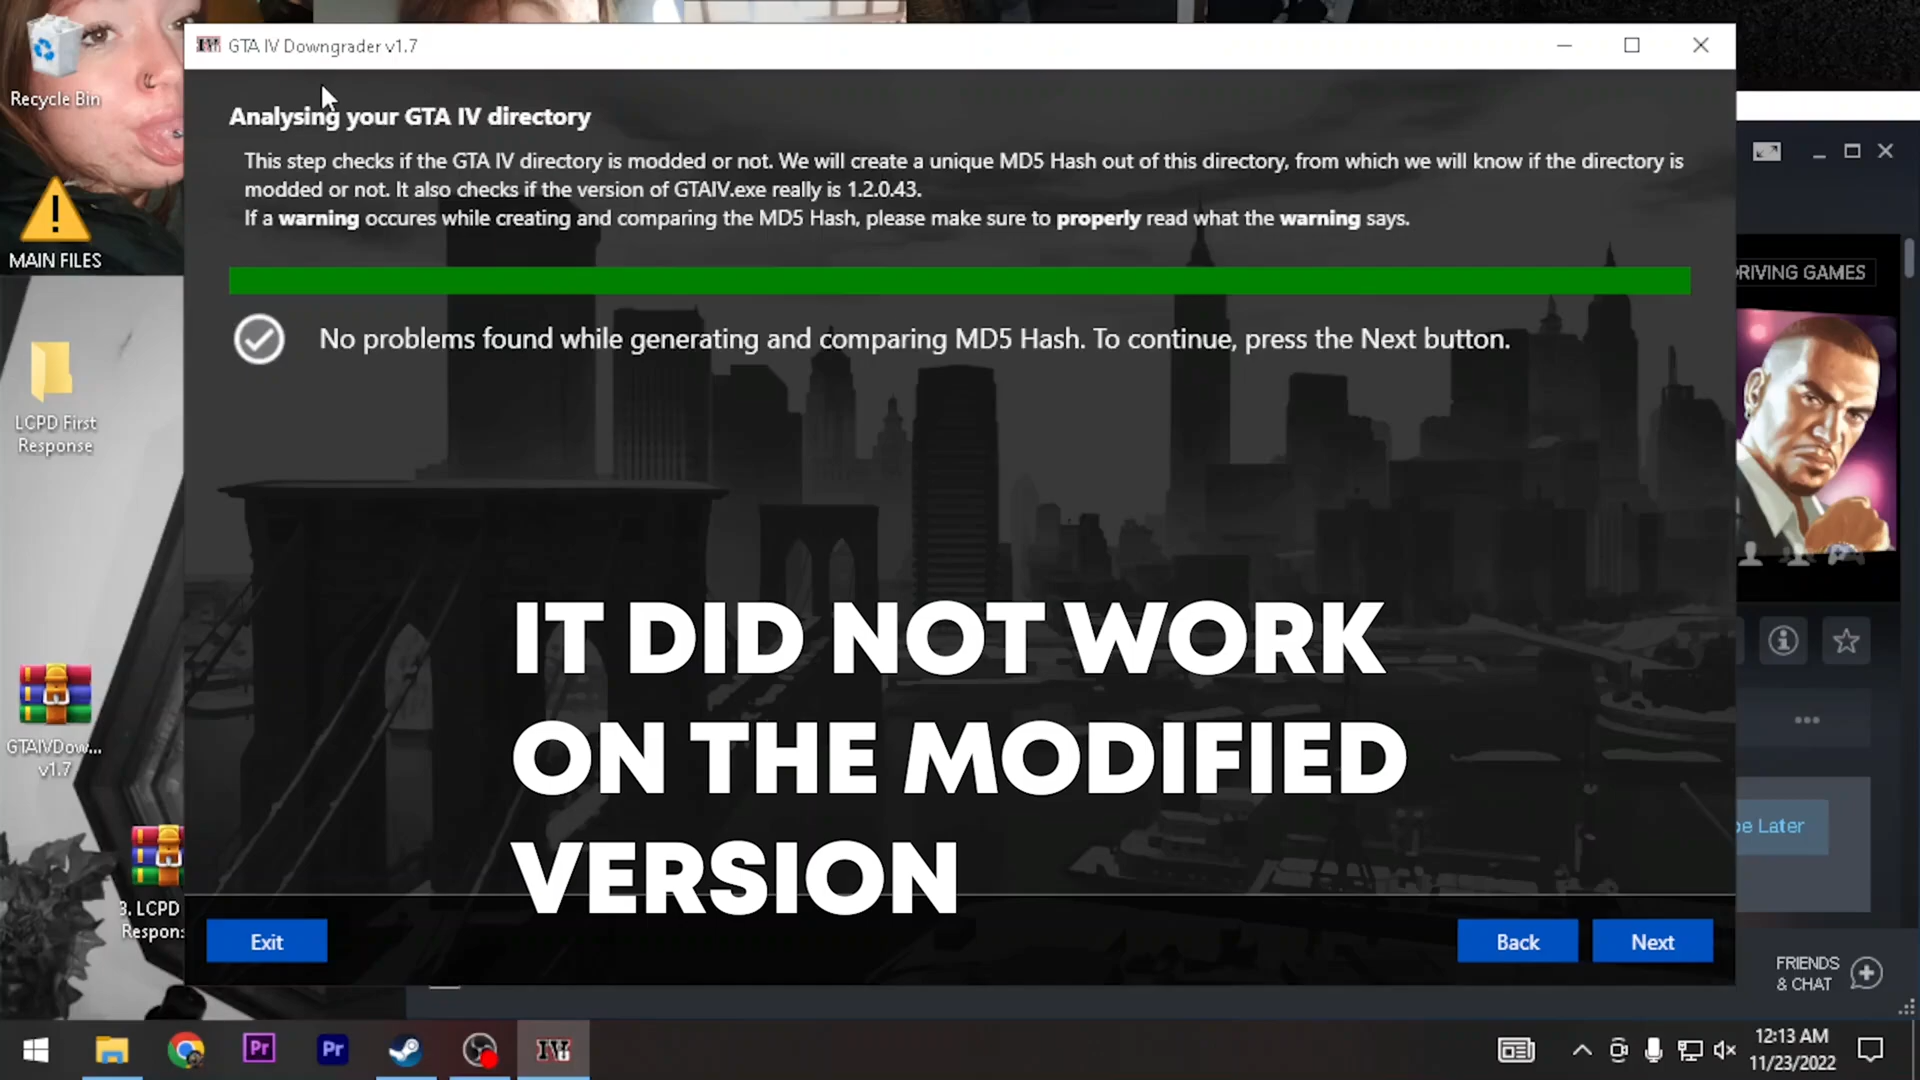 GTA IV Downgrader v1.7
Recycle Bin
Analysing your GTA IV directory
This step checks if the GTA IV directory is modded or not. We will create a unique MD5 Hash out of this directory, from which we will know if the directory is
modded or not. It also checks if the version of GTAIV.exe really is 1.2.0.43.
If a warning occures while creating and comparing the MD5 Hash, please make sure to properly read what the warning says.
MAIN FILES
RIVING GAMES
No problems found while generating and comparing MD5 Hash. To continue, press the Next button.
LCPD First
Response
IT DID NOT WORK
ON THE MODIFIED
VERSION
GTAIVDow...
v1.7
be Later
3. LCPD
Respon
Exit
Back
Next
FRIENDS
& CHAT
Pr
Pr
IV
12:13 AM
11/23/2022